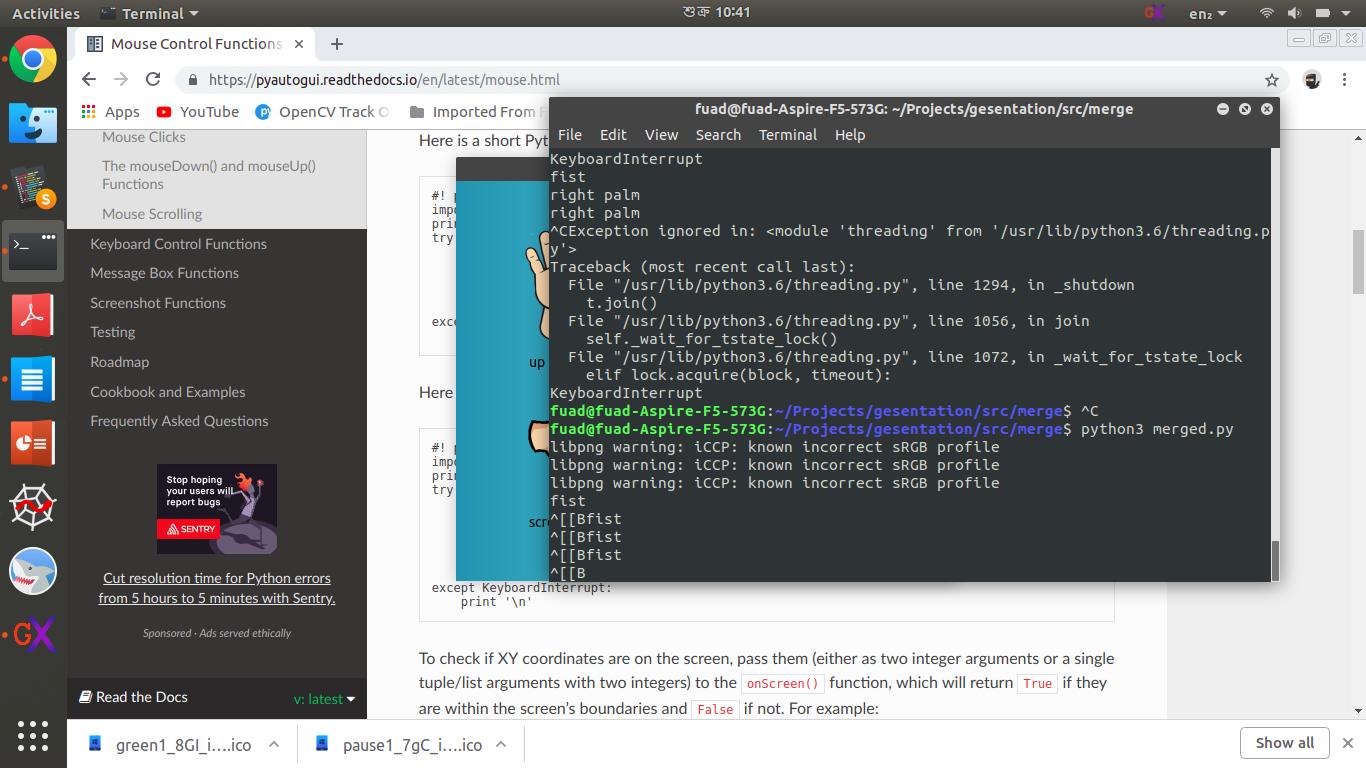 Activities
Terminal
শুক্র 10:41
en₂
Mouse Control Functions
https://pyautogui.readthedocs.io/en/latest/mouse.html
Apps
YouTube
OpenCV Track O
Imported From F
Mouse Clicks
The mouseDown() and mouseUp()
Functions
Mouse Scrolling
Keyboard Control Functions
Message Box Functions
Screenshot Functions
Testing
Roadmap
Cookbook and Examples
Frequently Asked Questions
Stop hoping
your users will
report bugs
SENTRY
Cut resolution time for Python errors
from 5 hours to 5 minutes with Sentry.
Sponsored · Ads served ethically
Read the Docs
v: latest
Here is a short Pyt
#! p
impo
prin
try
exce
Here
#! p
impo
prin
try
up
scr
except KeyboardInterrupt:
print '\n'
To check if XY coordinates are on the screen, pass them (either as two integer arguments or a single
tuple/list arguments with two integers) to the onScreen() function, which will return True if they
are within the screen's boundaries and False if not. For example:
fuad@fuad-Aspire-F5-573G: ~/Projects/gesentation/src/merge
File Edit View Search Terminal Help
KeyboardInterrupt
fist
right palm
right palm
^CException ignored in: <module 'threading' from '/usr/lib/python3.6/threading.p
y'>
Traceback (most recent call last):
File "/usr/lib/python3.6/threading.py", line 1294, in _shutdown
t.join()
File "/usr/lib/python3.6/threading.py", line 1056, in join
self._wait_for_tstate_lock()
File "/usr/lib/python3.6/threading.py", line 1072, in _wait_for_tstate_lock
elif lock.acquire(block, timeout):
KeyboardInterrupt
fuad@fuad-Aspire-F5-573G:~/Projects/gesentation/src/merge$ ^C
fuad@fuad-Aspire-F5-573G:~/Projects/gesentation/src/merge$ python3 merged.py
libpng warning: iCCP: known incorrect sRGB profile
libpng warning: iCCP: known incorrect sRGB profile
libpng warning: iCCP: known incorrect sRGB profile
fist
^[[Bfist
^[[Bfist
^[[Bfist
^[[B
GX
green1_8GI_i....ico
pause1_7gC_i....ico
Show all